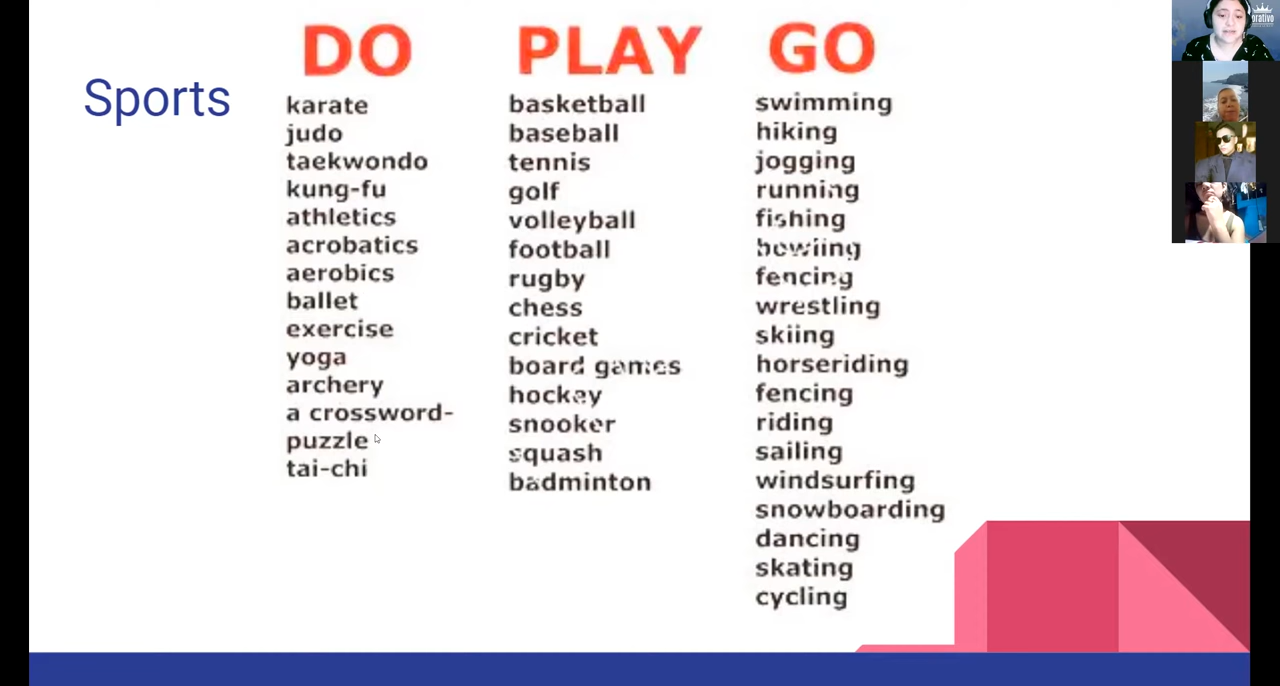 Sports
DO
karate
judo
taekwondo
kung-fu
athletics
acrobatics
aerobics
ballet
exercise
yoga
archery
a crossword-
puzzle
tai-chi
PLAY
basketball
baseball
tennis
golf
volleyball
football
rugby
chess
cricket
board games
hockey
snooker
squash
badminton
GO
swimming
hiking
jogging
running
fishing
bowling
fencing
wrestling
skiing
horseriding
fencing
riding
sailing
windsurfing
snowboarding
dancing
skating
cycling